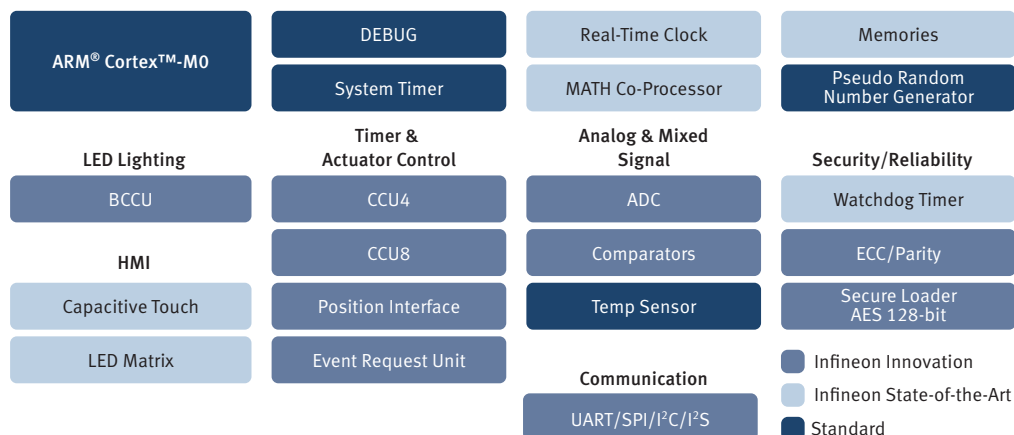 ARM® Cortex™-M0
DEBUG
Real-Time Clock
Memories
System Timer
MATH Co-Processor
Pseudo Random
Number Generator
LED Lighting
BCCU
HMI
Capacitive Touch
LED Matrix
Timer &
Actuator Control
CCU4
CCU8
Position Interface
Event Request Unit
Analog & Mixed
Signal
ADC
Comparators
Temp Sensor
Communication
UART/SPI/I²C/I²S
Security/Reliability
Watchdog Timer
ECC/Parity
Secure Loader
AES 128-bit
Infineon Innovation
Infineon State-of-the-Art
Standard